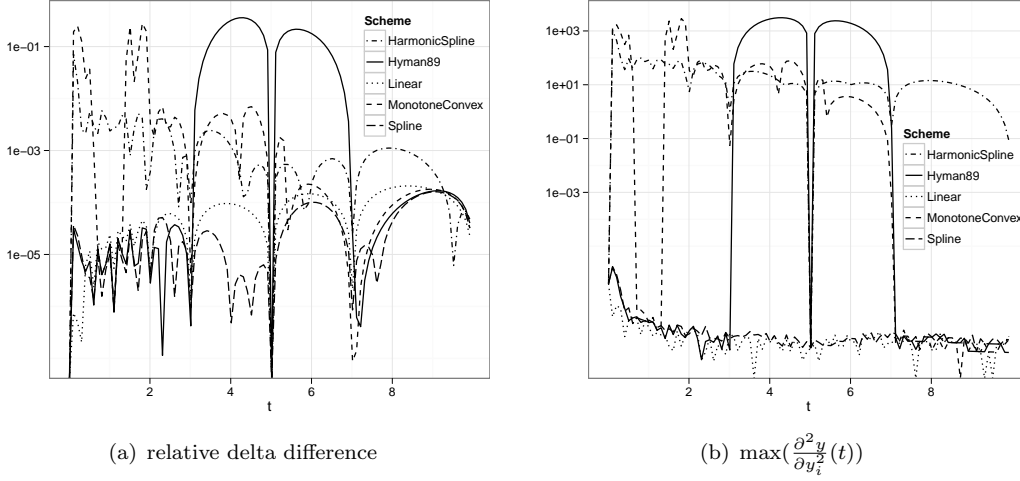 1e−01
1e−03
1e−05
2
4
6
8
t
Scheme
HarmonicSpline
Hyman89
Linear
MonotoneConvex
Spline
(a) relative delta difference
1e+03
1e+01
1e−01
1e−03
2
4
6
8
t
Scheme
HarmonicSpline
Hyman89
Linear
MonotoneConvex
Spline
(b) max(∂²y/∂y_i²(t))